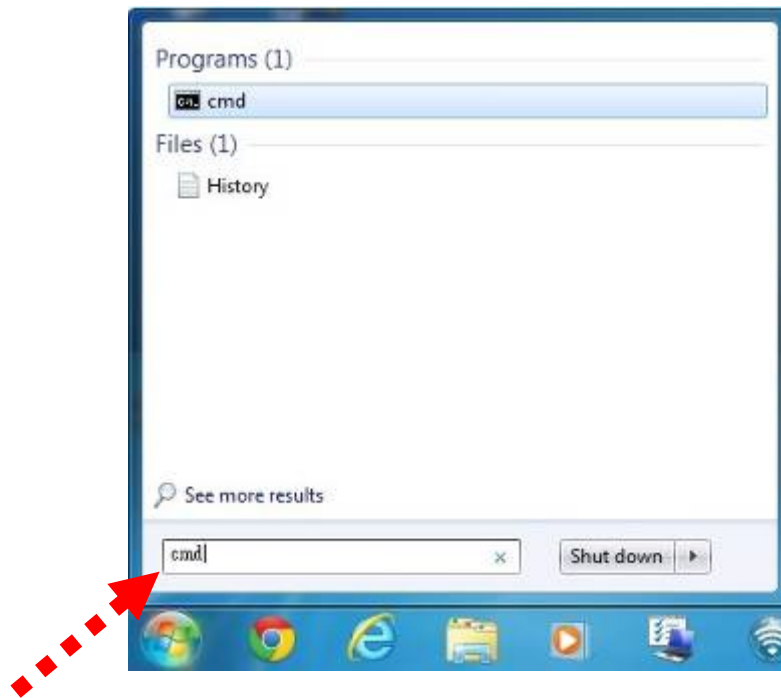 Programs (1)
cmd
Files (1)
History
See more results
cmd
Shut down